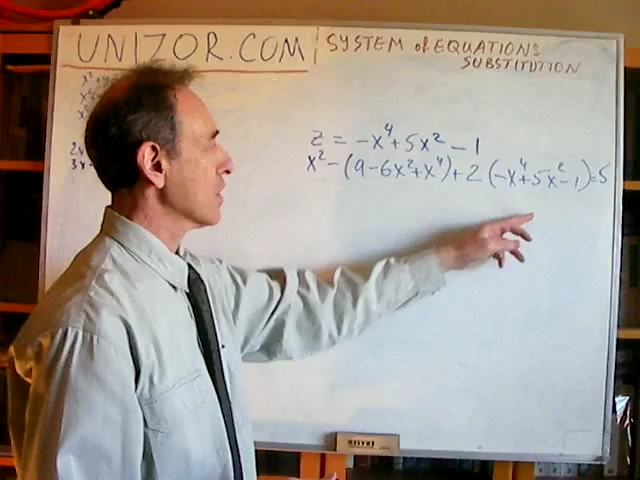 UNIZOR.COM
SYSTEM of EQUATIONS
SUBSTITUTION
z = -x⁴+5x²-1
x²-(9-6x²+x⁴)+2(-x⁴+5x²-1)=5